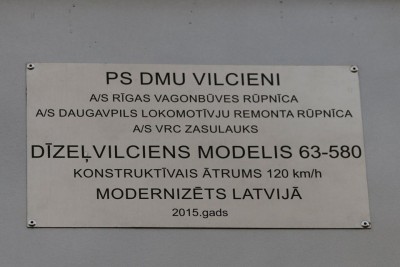 PS DMU VILCIENI
A/S RĪGAS VAGONBŪVES RŪPNĪCA
A/S DAUGAVPILS LOKOMOTĪVJU REMONTA RŪPNĪCA
A/S VRC ZASULAUKS
DĪZEĻVILCIENS MODELIS 63-580
KONSTRUKTĪVAIS ĀTRUMS 120 km/h
MODERNIZĒTS LATVIJĀ
2015.gads